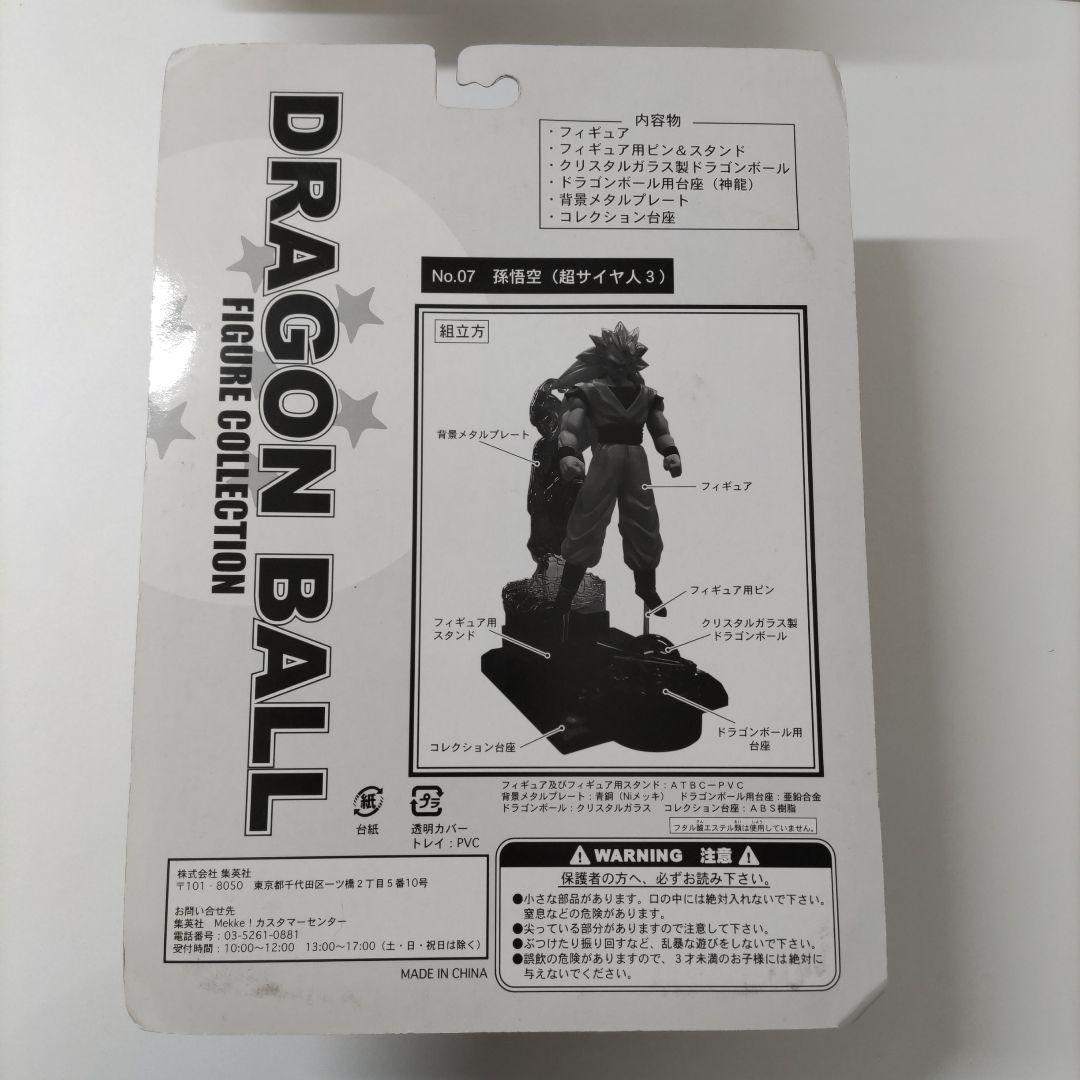 DRAGON BALL
FIGURE COLLECTION
内容物
・フィギュア
・フィギュア用ピン＆スタンド
・クリスタルガラス製ドラゴンボール
・ドラゴンボール用台座（神龍）
・背景メタルプレート
・コレクション台座
No.07 孫悟空（超サイヤ人３）
組立方
背景メタルプレート
フィギュア
フィギュア用ピン
クリスタルガラス製
ドラゴンボール
フィギュア用
スタンド
ドラゴンボール用
台座
コレクション台座
フィギュア及びフィギュア用スタンド：ＡＴＢＣ－ＰＶＣ
背景メタルプレート：青銅（Niメッキ） ドラゴンボール用台座：亜鉛合金
ドラゴンボール：クリスタルガラス コレクション台座：ＡＢＳ樹脂
フタル酸エステル類は使用していません。
紙
台紙
プラ
透明カバー
トレイ：PVC
株式会社 集英社
〒101‐8050 東京都千代田区一ツ橋２丁目５番10号
お問い合せ先
集英社 Mekke！カスタマーセンター
電話番号：03-5261-0881
受付時間：10:00〜12:00 13:00〜17:00（土・日・祝日は除く）
MADE IN CHINA
WARNING 注意
保護者の方へ、必ずお読み下さい。
●小さな部品があります。口の中には絶対入れないで下さい。
窒息などの危険があります。
●尖っている部分がありますので注意して下さい。
●ぶつけたり振り回すなど、乱暴な遊びをしないで下さい。
●誤飲の危険がありますので、３才未満のお子様には絶対に
与えないでください。